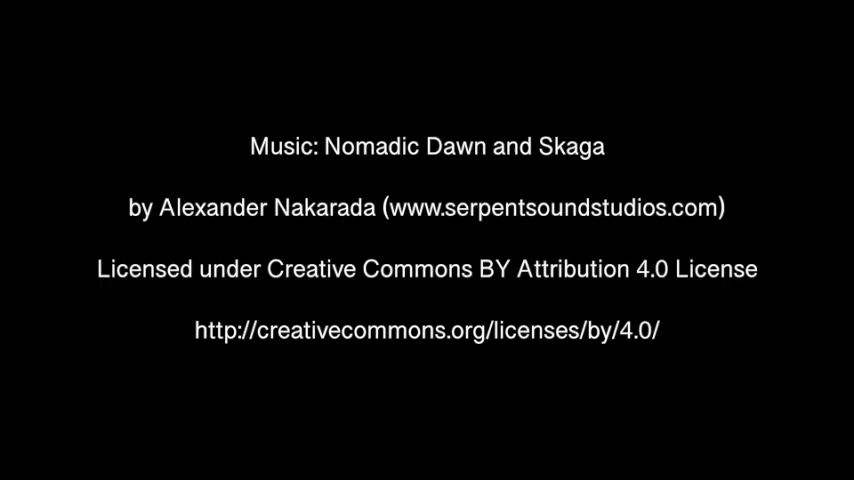 Music: Nomadic Dawn and Skaga
by Alexander Nakarada (www.serpentsoundstudios.com)
Licensed under Creative Commons BY Attribution 4.0 License
http://creativecommons.org/licenses/by/4.0/